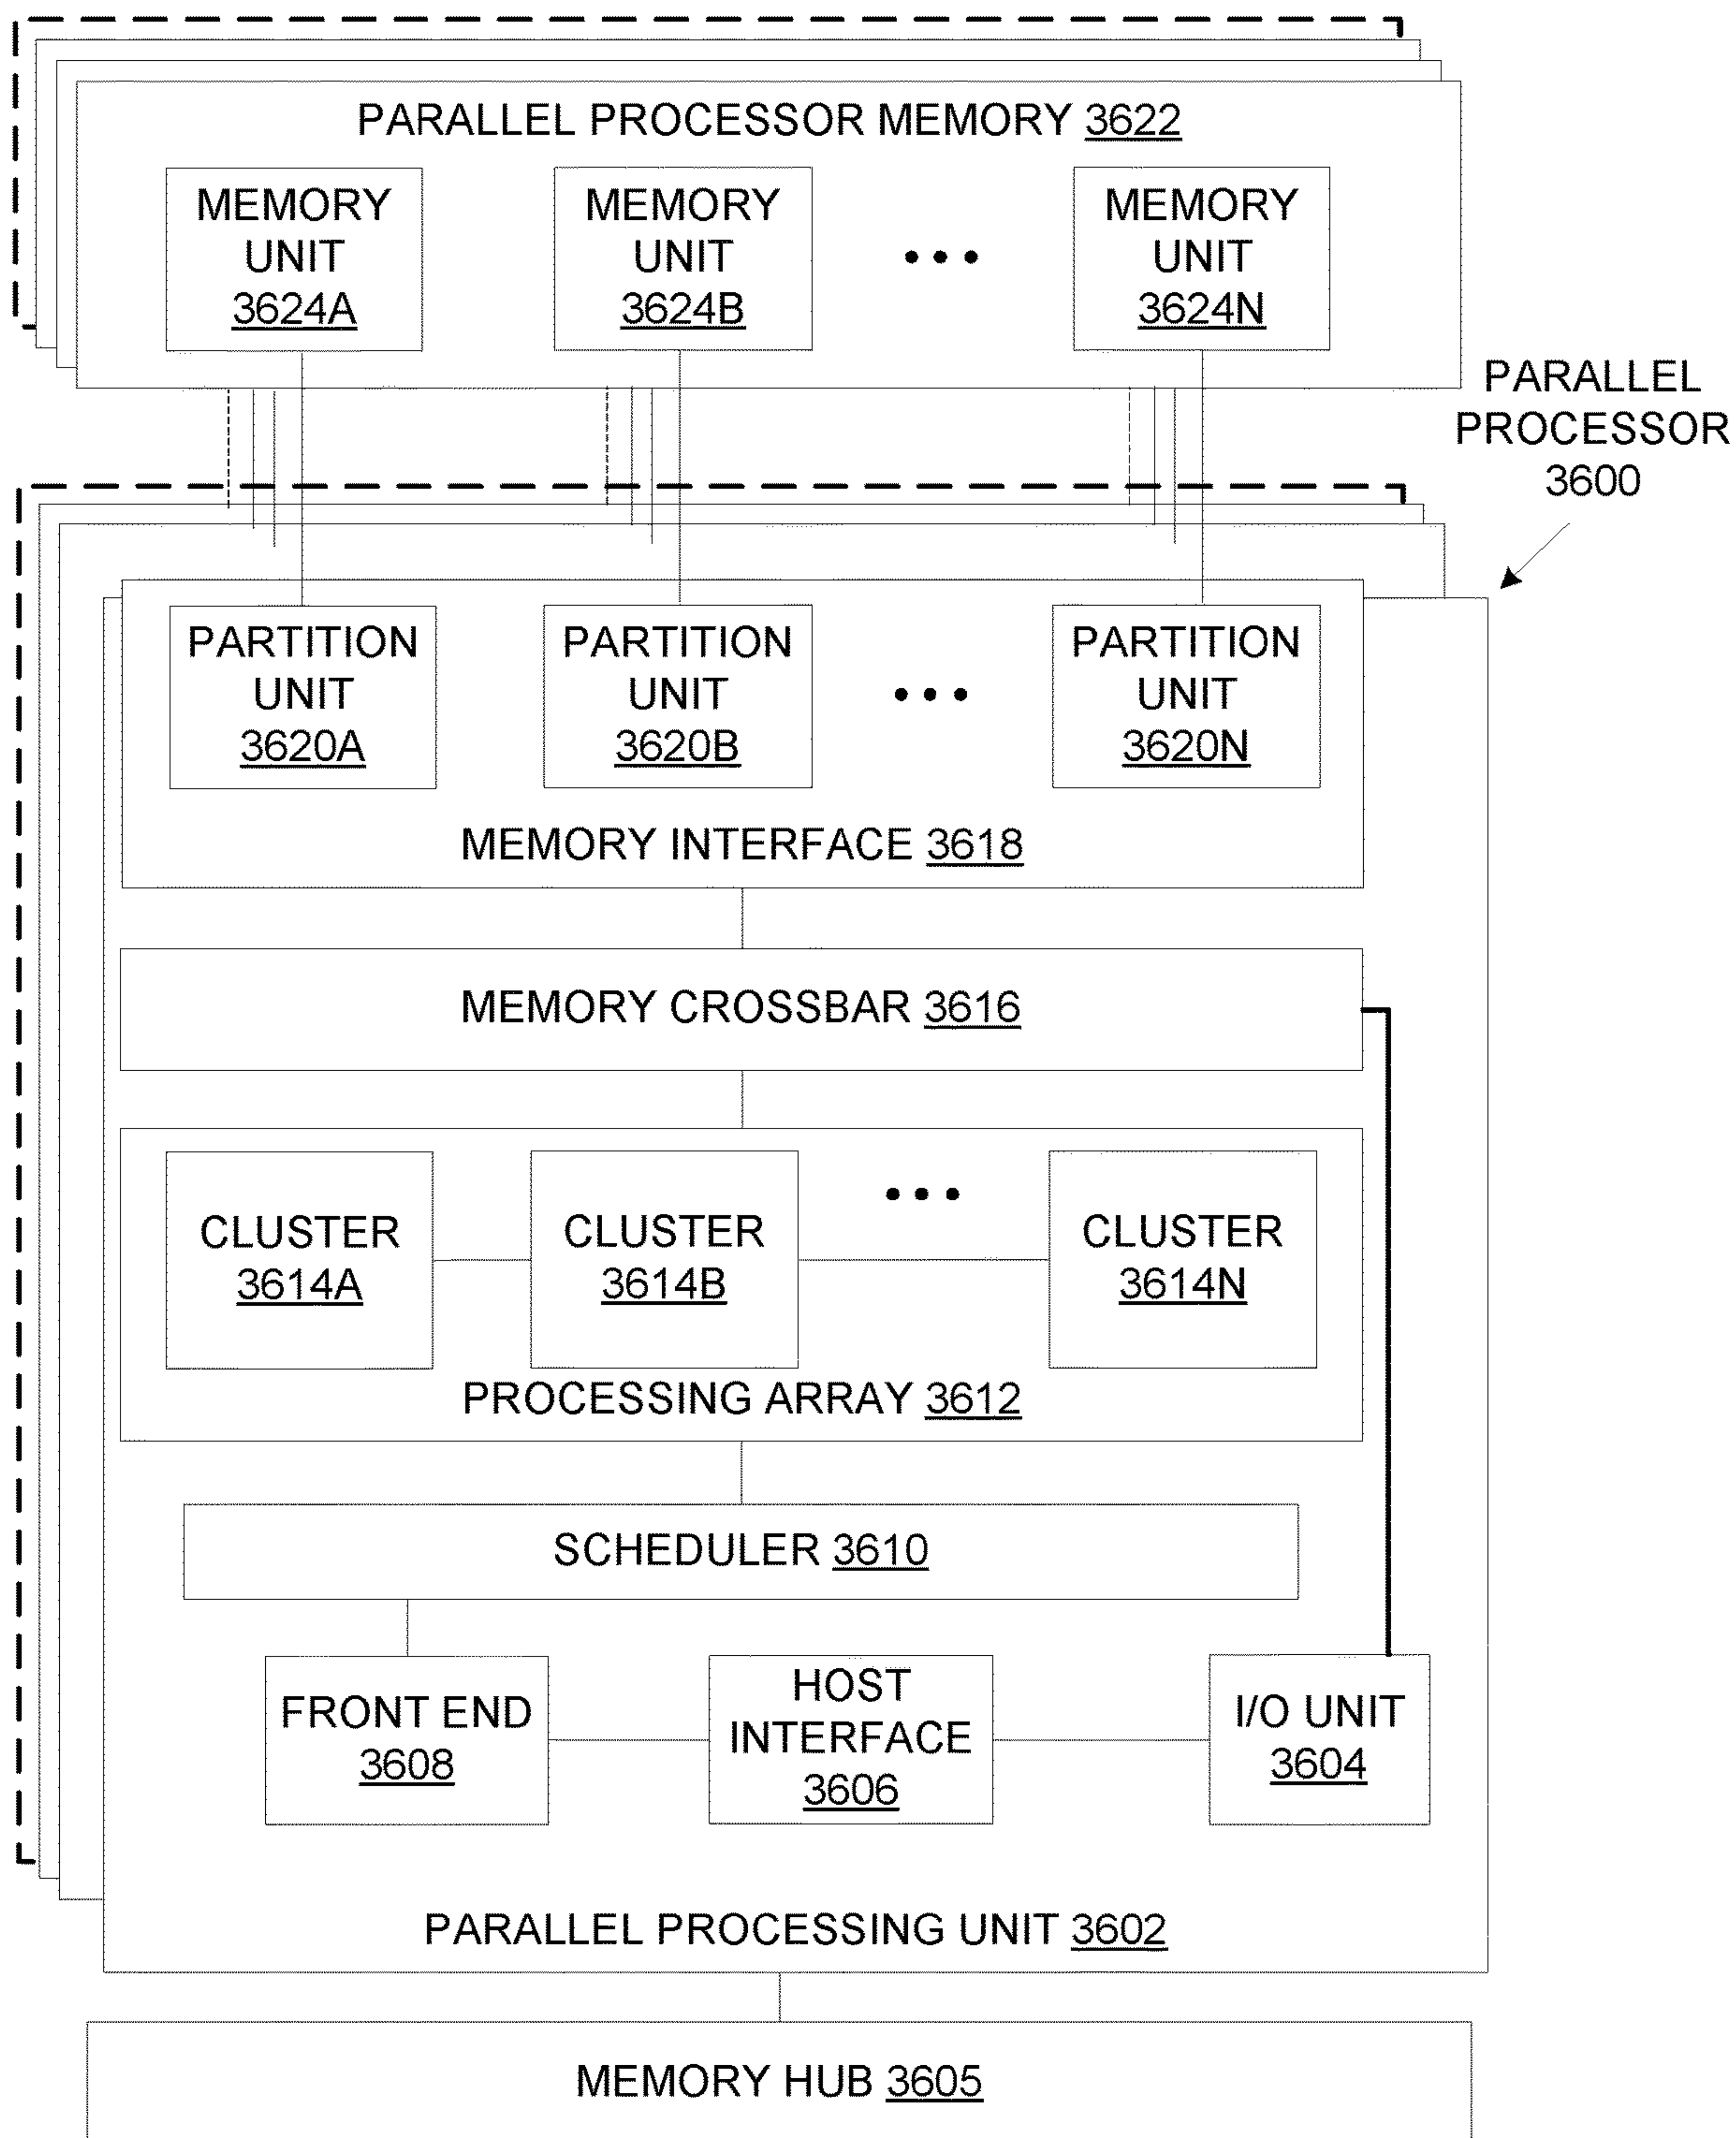 PARALLEL PROCESSOR MEMORY 3622
MEMORY
UNIT
3624A
MEMORY
UNIT
3624B
MEMORY
UNIT
3624N
PARALLEL
PROCESSOR
3600
PARTITION
UNIT
3620A
PARTITION
UNIT
3620B
PARTITION
UNIT
3620N
MEMORY INTERFACE 3618
MEMORY CROSSBAR 3616
CLUSTER
3614A
CLUSTER
3614B
CLUSTER
3614N
PROCESSING ARRAY 3612
SCHEDULER 3610
FRONT END
3608
HOST
INTERFACE
3606
I/O UNIT
3604
PARALLEL PROCESSING UNIT 3602
MEMORY HUB 3605